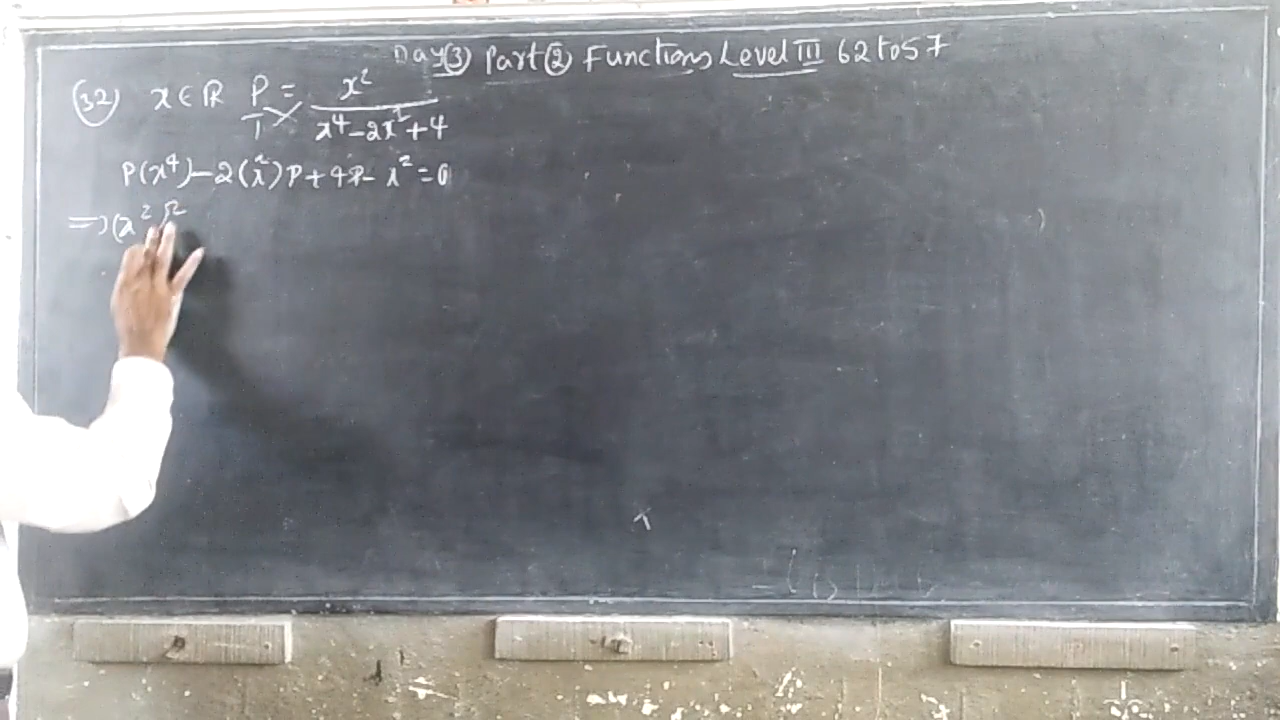 Day ③ Part ② Functions Level III 62 to 57
(32) x ∈ R P/1 = x²/(x⁴-2x²+4)
P(x⁴)-2(x²)P+4P-x²=0
⇒ (x²)²